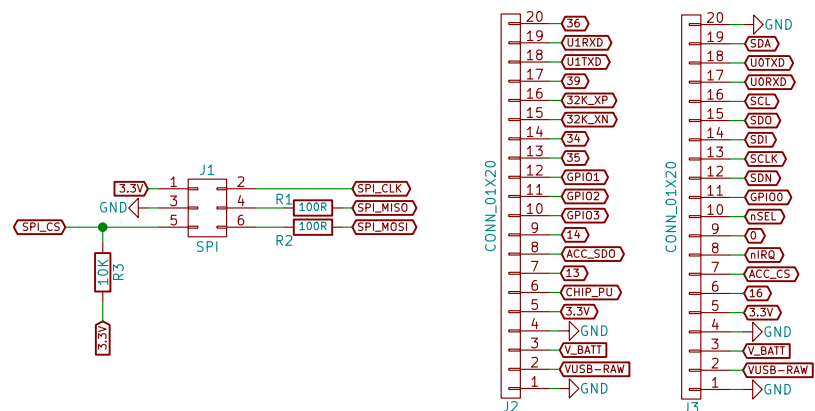 J1
3.3V 1 2 SPI_CLK
GND 3 4 R1 100R SPI_MISO
SPI_CS 5 6 100R SPI_MOSI
SPI R2
10K R3
3.3V
CONN_01X20
20 36
19 U1RXD
18 U1TXD
17 39
16 32K_XP
15 32K_XN
14 34
13 35
12 GPIO1
11 GPIO2
10 GPIO3
9 14
8 ACC_SDO
7 13
6 CHIP_PU
5 3.3V
4 GND
3 V_BATT
2 VUSB-RAW
1 GND
J2
CONN_01X20
20 GND
19 SDA
18 U0TXD
17 U0RXD
16 SCL
15 SDO
14 SDI
13 SCLK
12 SDN
11 GPIO0
10 nSEL
9 0
8 nIRQ
7 ACC_CS
6 16
5 3.3V
4 GND
3 V_BATT
2 VUSB-RAW
1 GND
J3